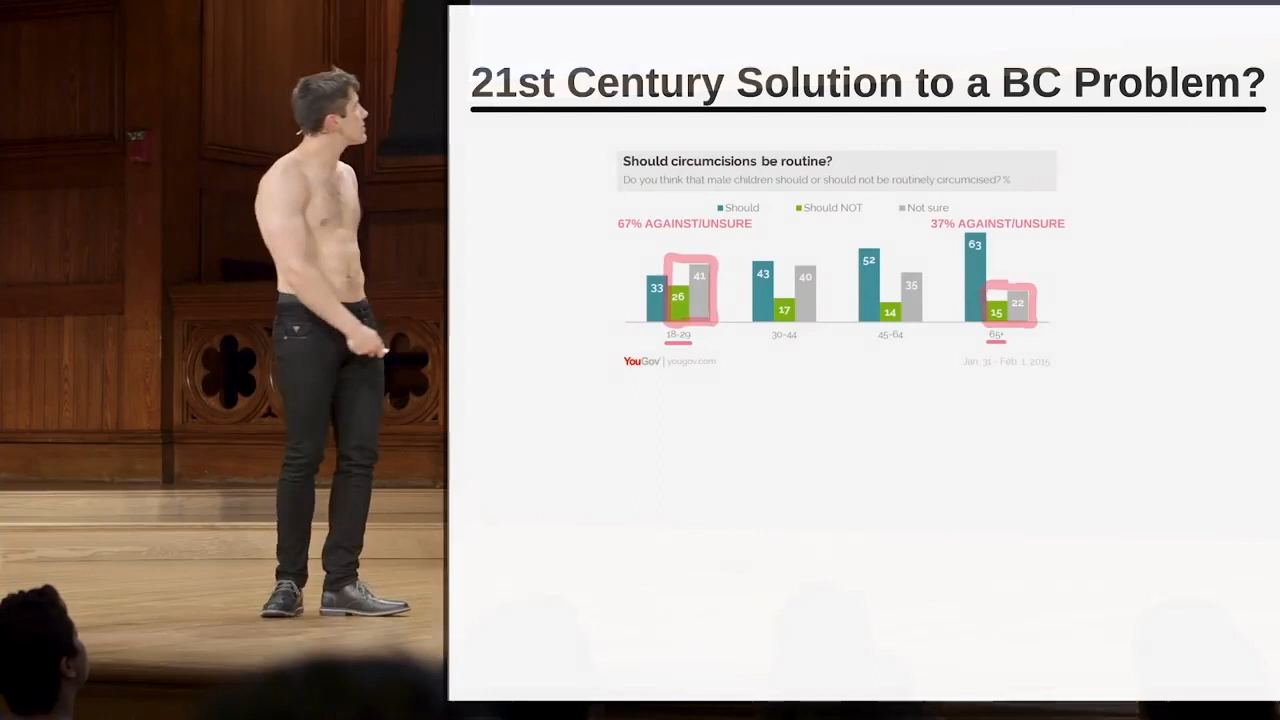 21st Century Solution to a BC Problem?
Should circumcisions be routine?
Do you think that male children should or should not be routinely circumcised? %
Should Should NOT Not sure
67% AGAINST/UNSURE 37% AGAINST/UNSURE
33 26 41 43 17 40 52 14 35 63 15 22
18-29 30-44 45-64 65+
YouGov | yougov.com Jan. 31 - Feb. 1, 2015